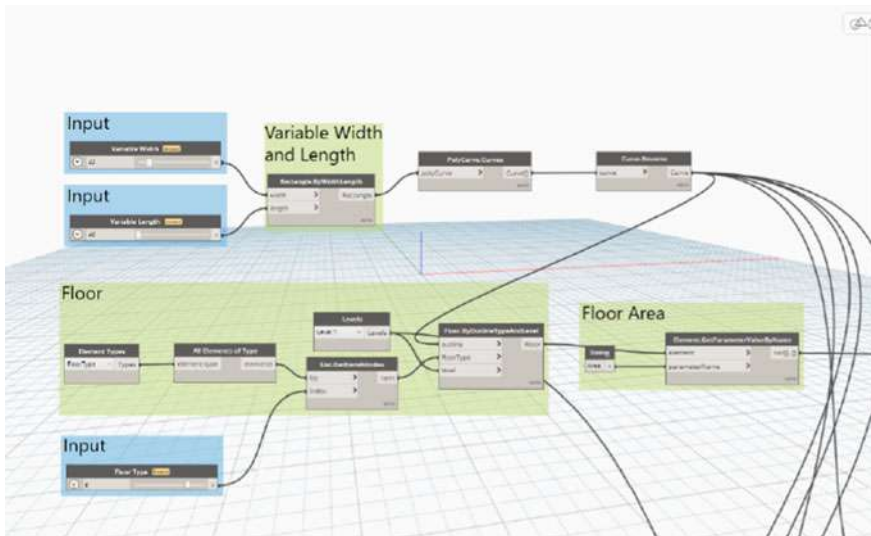 Input
Variable Width
Variable Width
and Length
Rectangle.ByWidthLength
width
Rectangle
length
PolyCurve.Curves
polyCurve
Curve[]
Curve.Reverse
curve
Curve
Input
Variable Length
Floor
Levels
Level 1
Levels
Floor.ByOutlineTypeAndLevel
outline
Floor
floorType
level
Floor Area
Element.GetParameterValueByName
element
parameterName
String
Area
Element Types
FloorType
Types
All Elements of Type
element type
elements
List.GetItemAtIndex
list
item
index
Input
Floor Type